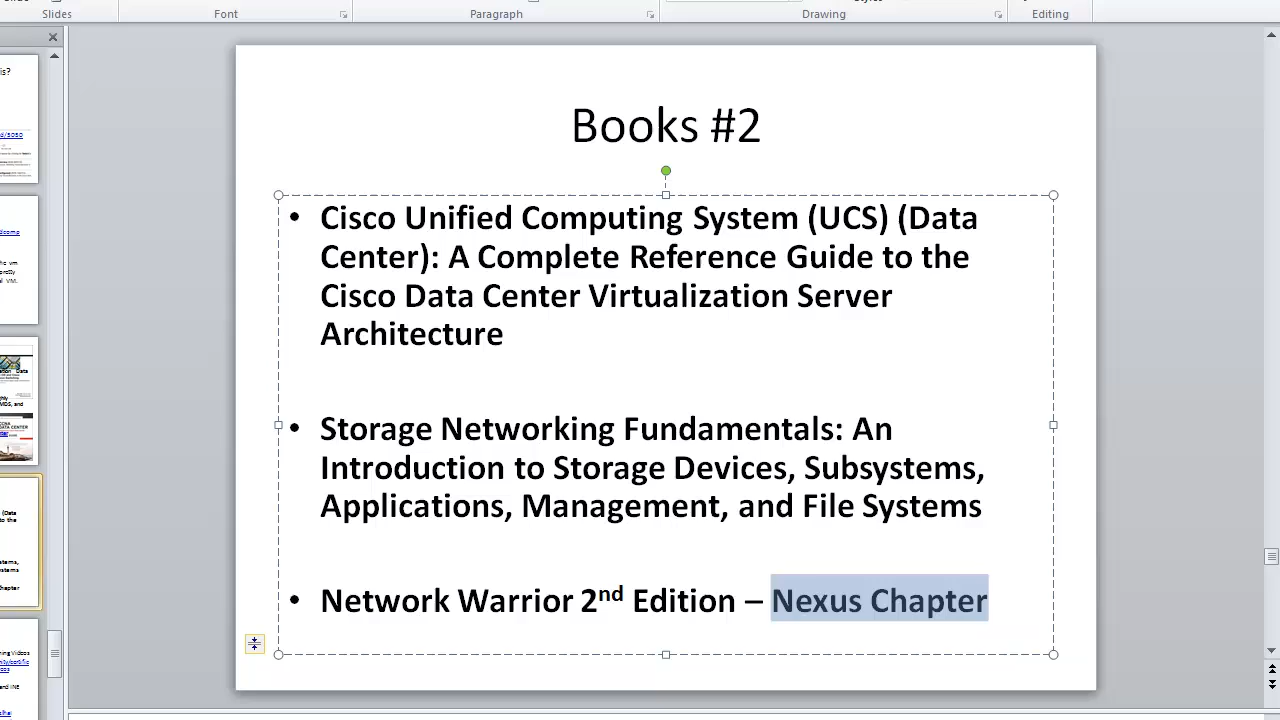 Slides
Font
Paragraph
Drawing
Editing
is?
Books #2
• Cisco Unified Computing System (UCS) (Data
Center): A Complete Reference Guide to the
Cisco Data Center Virtualization Server
Architecture
• Storage Networking Fundamentals: An
Introduction to Storage Devices, Subsystems,
Applications, Management, and File Systems
• Network Warrior 2nd Edition – Nexus Chapter